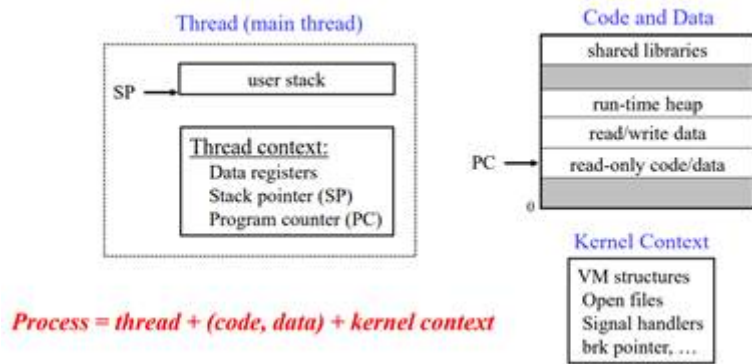 Thread (main thread)
SP
user stack
Thread context:
Data registers
Stack pointer (SP)
Program counter (PC)
Code and Data
shared libraries
run-time heap
read/write data
PC
read-only code/data
0
Kernel Context
VM structures
Open files
Signal handlers
brk pointer, …
Process = thread + (code, data) + kernel context